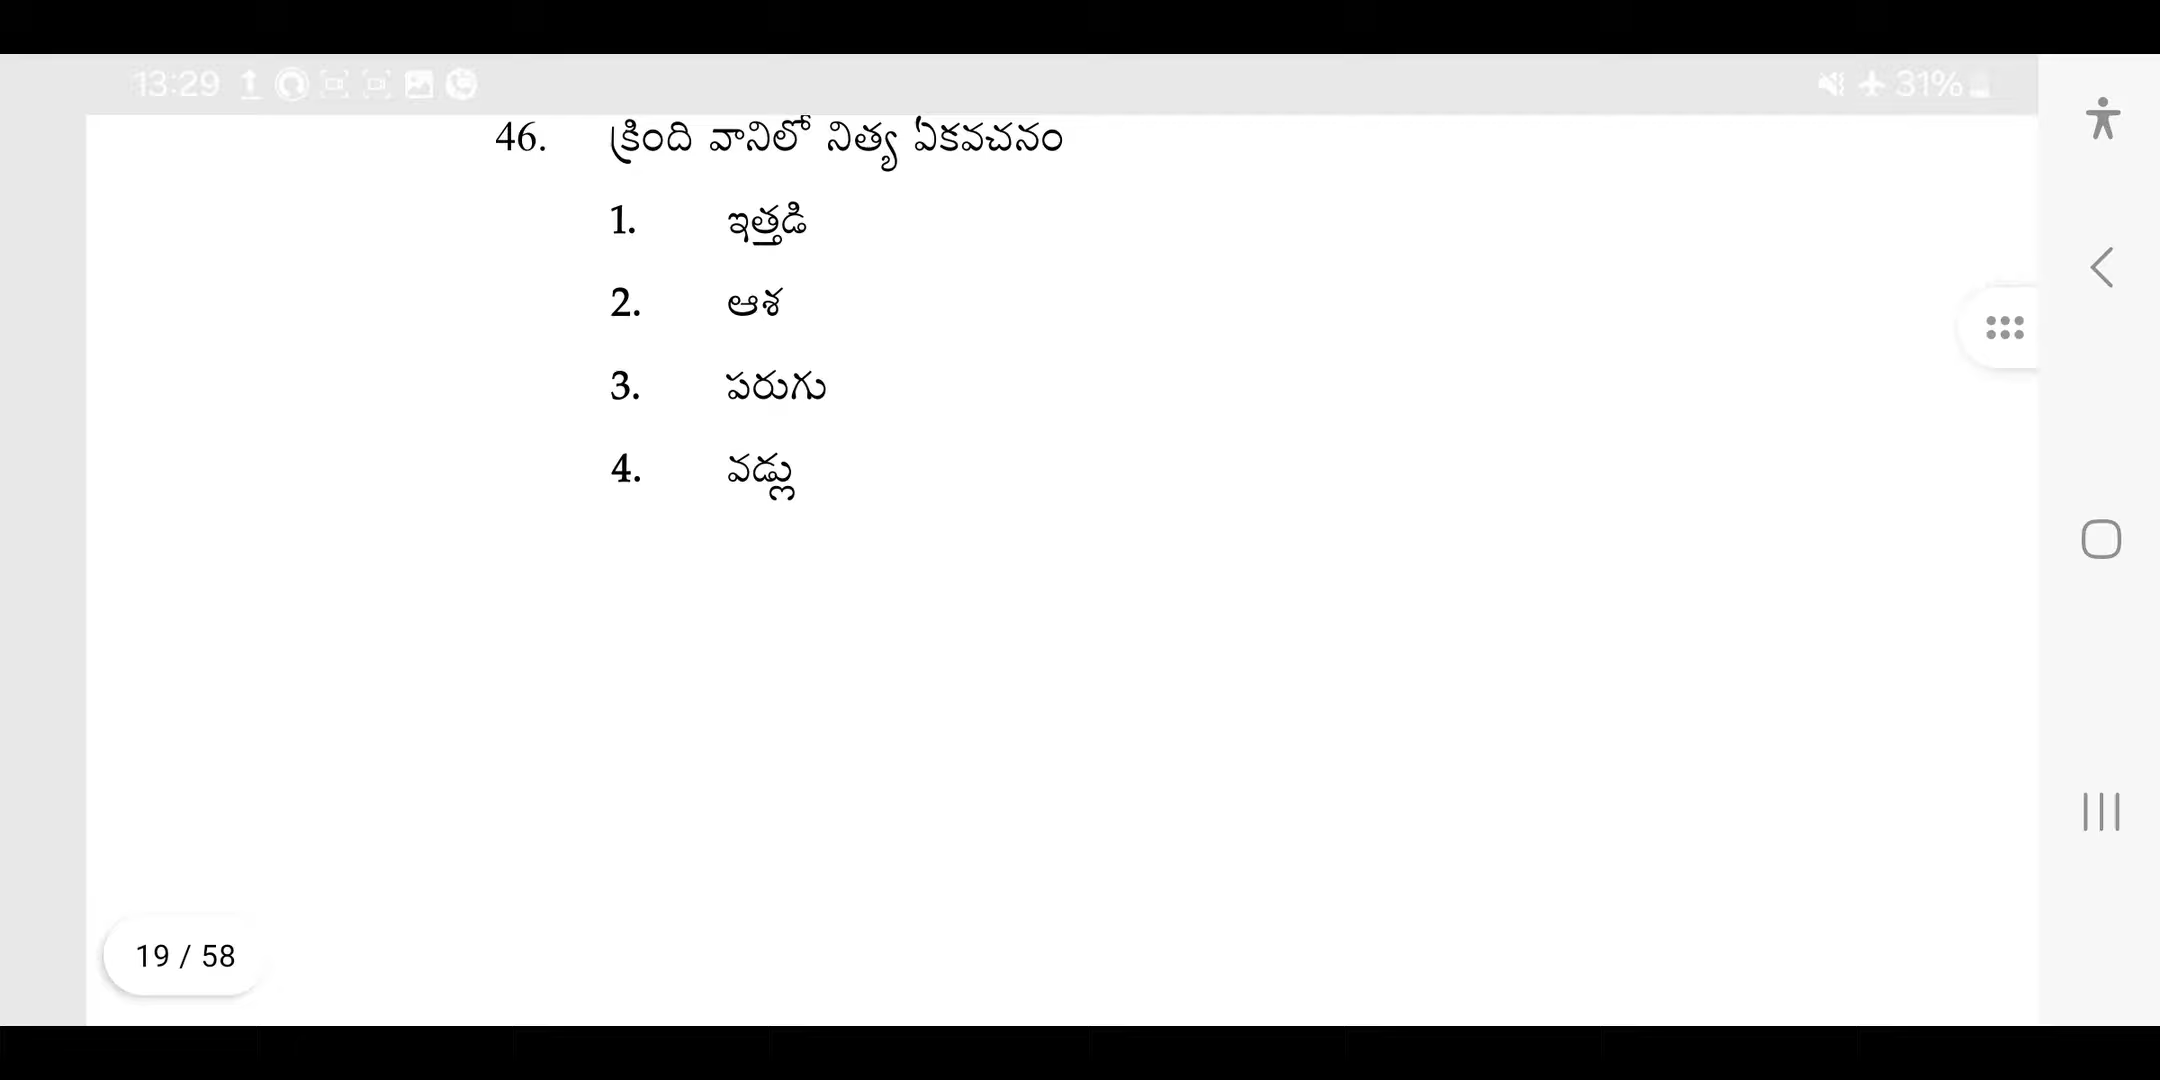 13:29 31%
46. క్రింది వానిలో నిత్య ఏకవచనం
1. ఇత్తడి
2. ఆశ
3. పరుగు
4. వడ్లు
19 / 58